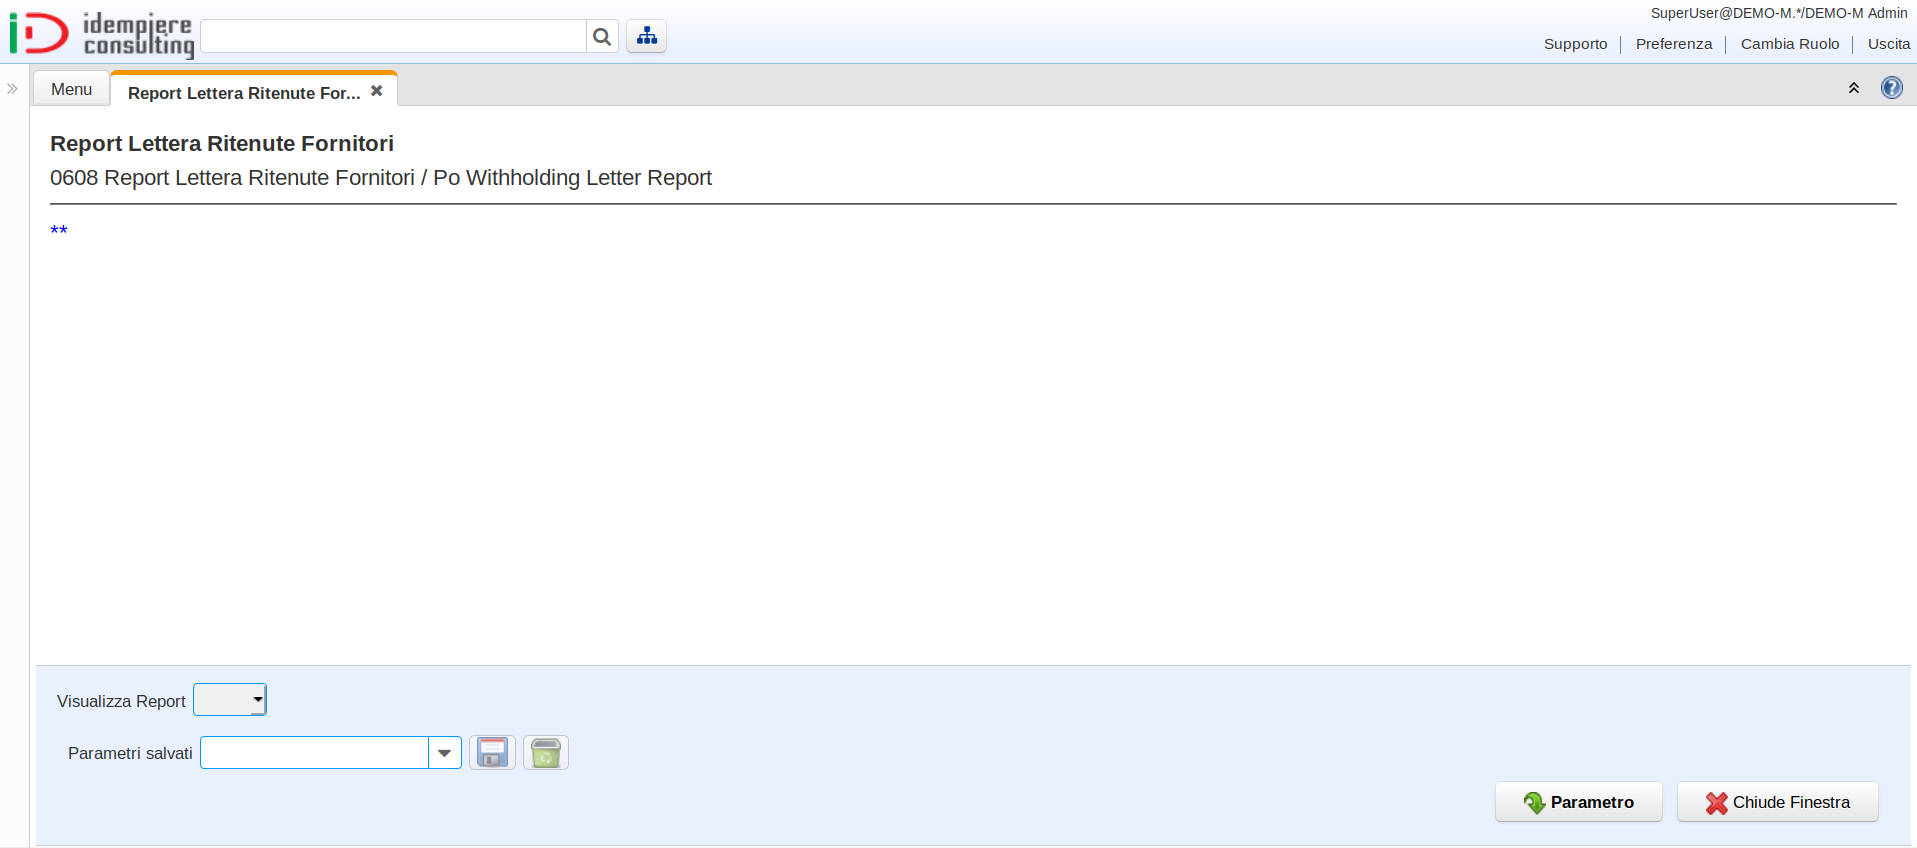 idempiere
consulting
SuperUser@DEMO-M.*/DEMO-M Admin
Supporto
Preferenza
Cambia Ruolo
Uscita
Menu
Report Lettera Ritenute For...
Report Lettera Ritenute Fornitori
0608 Report Lettera Ritenute Fornitori / Po Withholding Letter Report
**
Visualizza Report
Parametri salvati
Parametro
Chiude Finestra